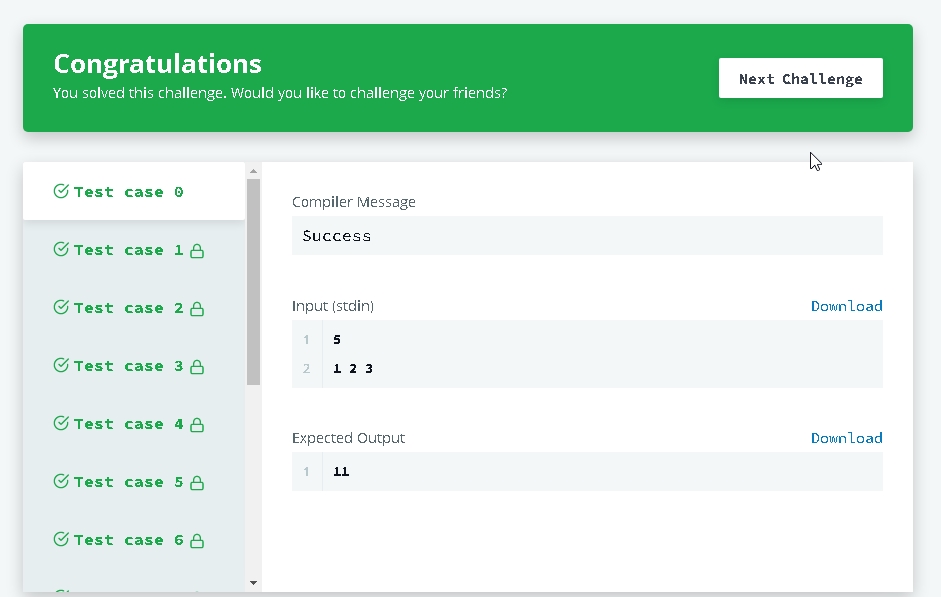 Congratulations
You solved this challenge. Would you like to challenge your friends?
Next Challenge
Test case 0
Test case 1
Test case 2
Test case 3
Test case 4
Test case 5
Test case 6
Compiler Message
Success
Input (stdin)
Download
1 5
2 1 2 3
Expected Output
Download
1 11